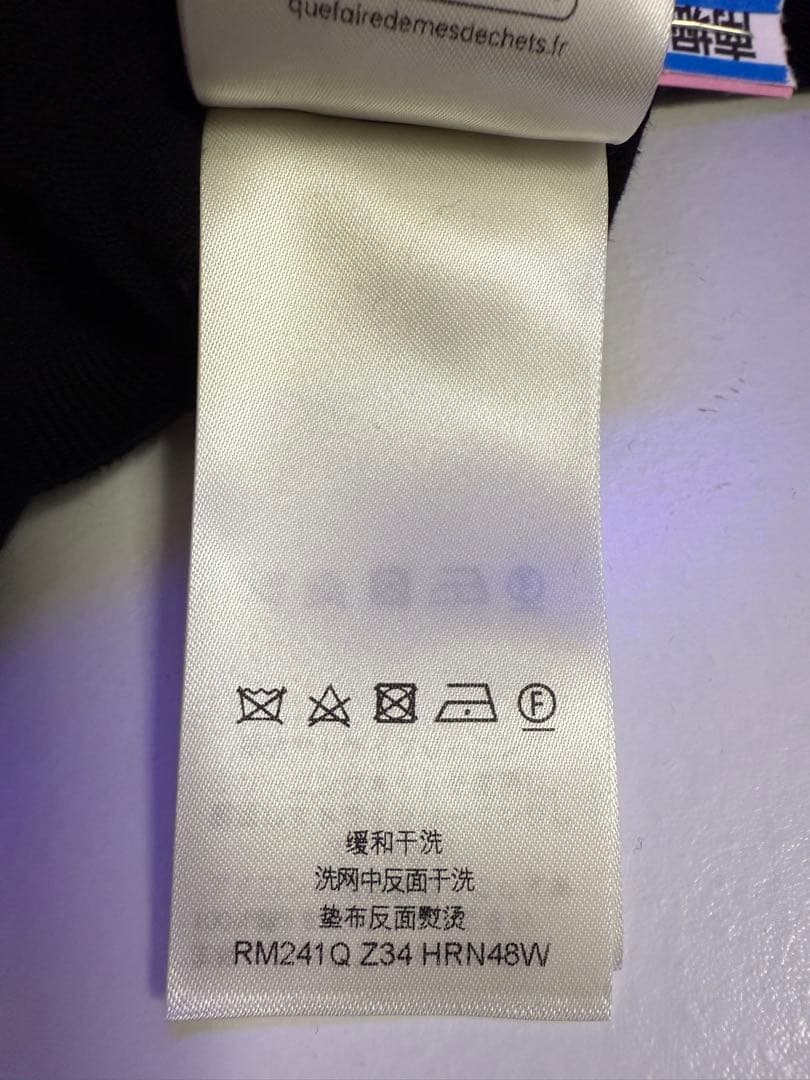 quefairedemesdechets.fr
F
缓和干洗
洗网中反面干洗
垫布反面熨烫
RM241Q Z34 HRN48W